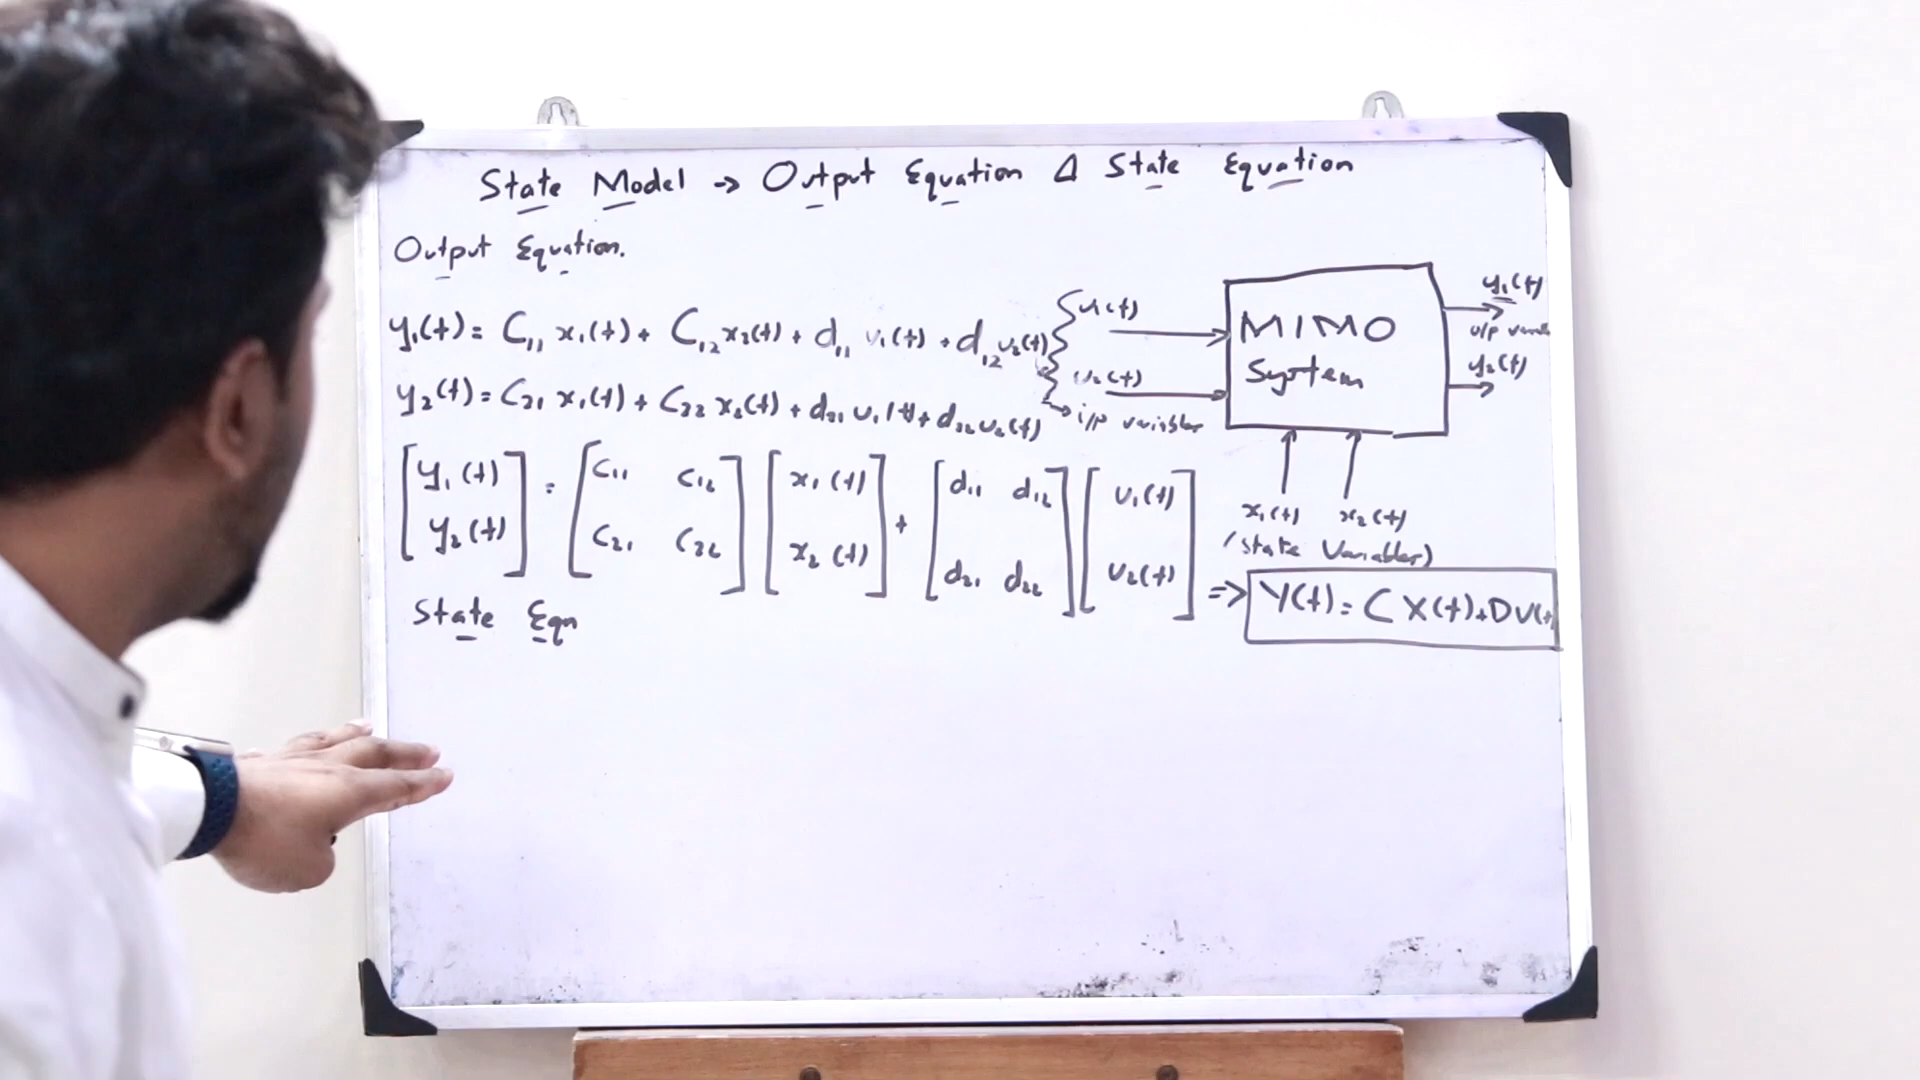 State Model → Output Equation & State Equation
Output Equation.
y₁(t) = C₁₁ x₁(t) + C₁₂ x₂(t) + d₁₁ u₁(t) + d₁₂ u₂(t)
y₂(t) = C₂₁ x₁(t) + C₂₂ x₂(t) + d₂₁ u₁(t) + d₂₂ u₂(t)
u₁(t)
u₂(t)
→ i/p variables
MIMO
System
y₁(t)
o/p
y₂(t)
x₁(t) x₂(t)
(State Variables)
[y₁(t)] = [C₁₁ C₁₂] [x₁(t)] + [d₁₁ d₁₂] [u₁(t)]
[y₂(t)] [C₂₁ C₂₂] [x₂(t)] [d₂₁ d₂₂] [u₂(t)]
⇒ Y(t) = C X(t) + D U(t
State Eqn